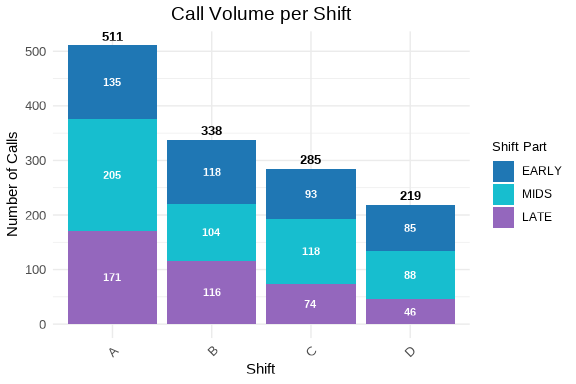 Call Volume per Shift
511
338
285
219
135
118
93
85
205
104
118
88
171
116
74
46
500
400
300
200
100
0
Number of Calls
A
B
C
D
Shift
Shift Part
EARLY
MIDS
LATE